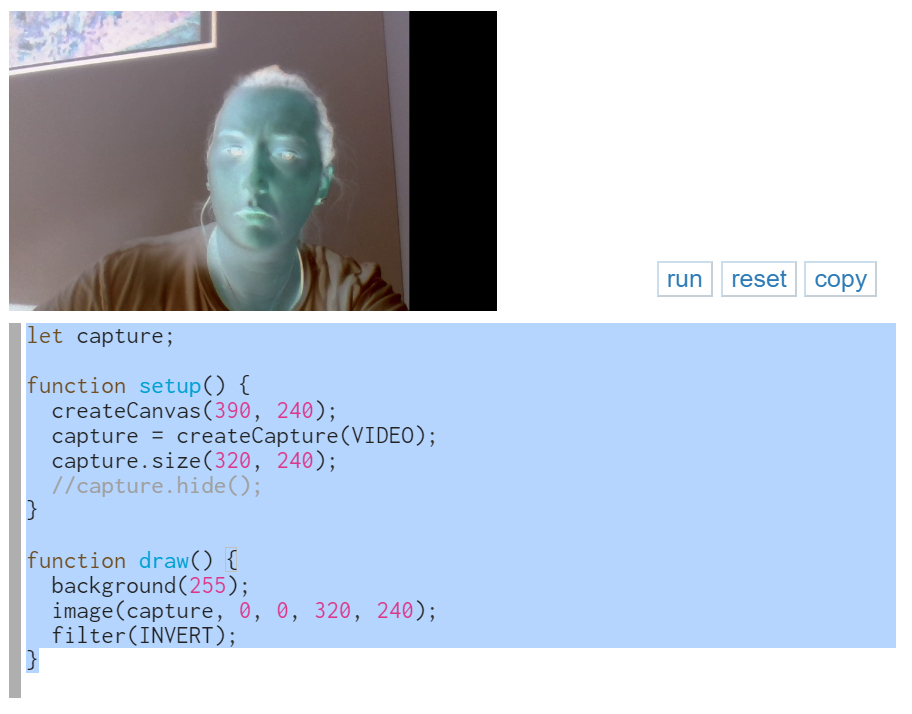 run reset copy
let capture;
function setup() {
  createCanvas(390, 240);
  capture = createCapture(VIDEO);
  capture.size(320, 240);
  //capture.hide();
}
function draw() {
  background(255);
  image(capture, 0, 0, 320, 240);
  filter(INVERT);
}